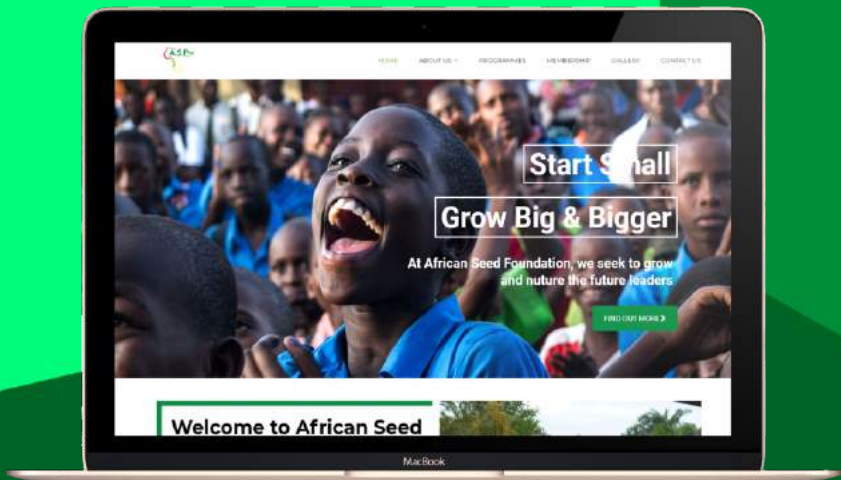 A.S.F
HOME ABOUT US PROGRAMMES MEMBERSHIP GALLERY CONTACT US
Start Small
Grow Big & Bigger
At African Seed Foundation, we seek to grow
and nuture the future leaders
FIND OUT MORE
Welcome to African Seed
MacBook